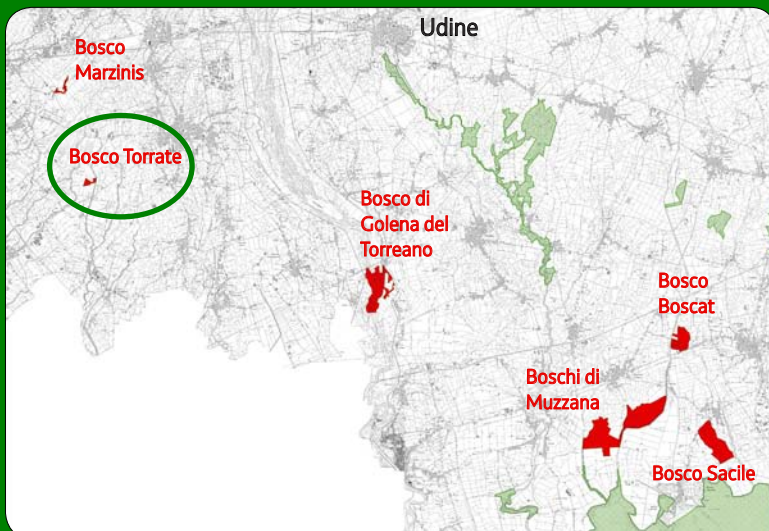 Udine
Bosco
Marzinis
Bosco Torrate
Bosco di
Golena del
Torreano
Bosco
Boscat
Boschi di
Muzzana
Bosco Sacile